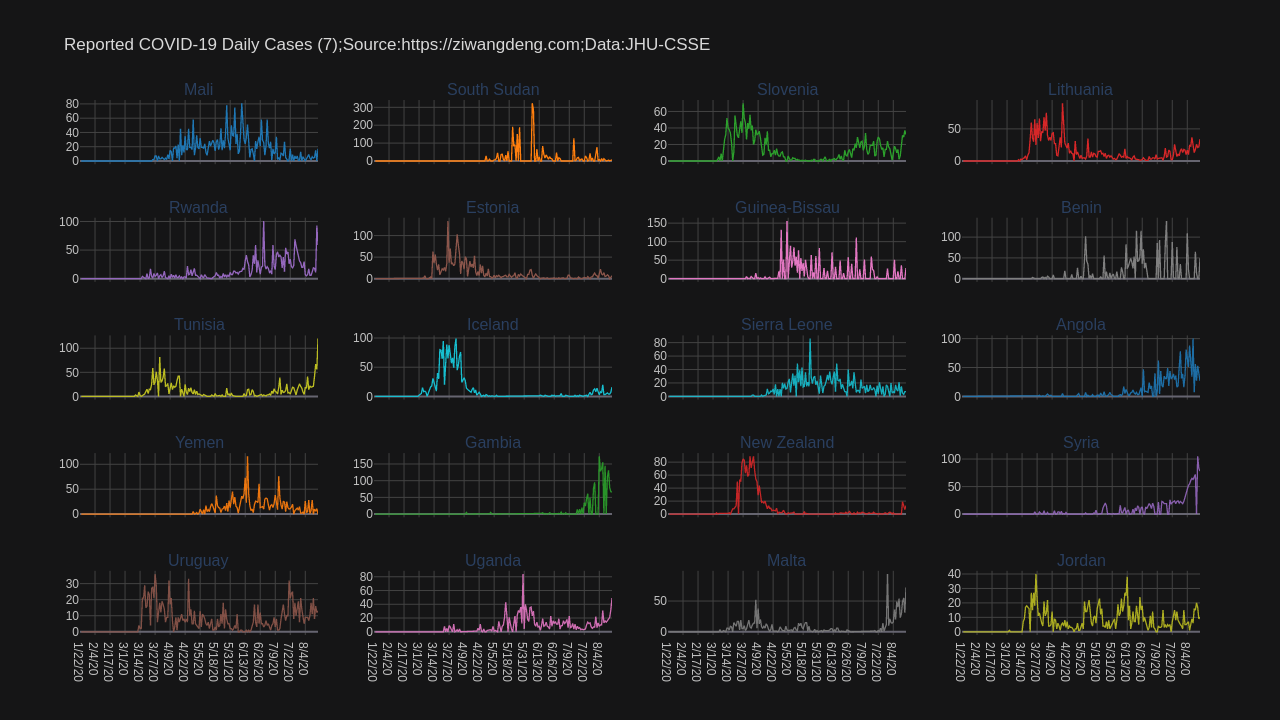 Reported COVID-19 Daily Cases (7);Source:https://ziwangdeng.com;Data:JHU-CSSE
Mali
80
60
40
20
0
South Sudan
300
200
100
0
Slovenia
60
40
20
0
Lithuania
50
0
Rwanda
100
50
0
Estonia
100
50
0
Guinea-Bissau
150
100
50
0
Benin
100
50
0
Tunisia
100
50
0
Iceland
100
50
0
Sierra Leone
80
60
40
20
0
Angola
100
50
0
Yemen
100
50
0
Gambia
150
100
50
0
New Zealand
80
60
40
20
0
Syria
100
50
0
Uruguay
30
20
10
0
Uganda
80
60
40
20
0
Malta
50
0
Jordan
40
30
20
10
0
1/22/20 2/4/20 2/17/20 3/1/20 3/14/20 3/27/20 4/9/20 4/22/20 5/5/20 5/18/20 5/31/20 6/13/20 6/26/20 7/9/20 7/22/20 8/4/20
1/22/20 2/4/20 2/17/20 3/1/20 3/14/20 3/27/20 4/9/20 4/22/20 5/5/20 5/18/20 5/31/20 6/13/20 6/26/20 7/9/20 7/22/20 8/4/20
1/22/20 2/4/20 2/17/20 3/1/20 3/14/20 3/27/20 4/9/20 4/22/20 5/5/20 5/18/20 5/31/20 6/13/20 6/26/20 7/9/20 7/22/20 8/4/20
1/22/20 2/4/20 2/17/20 3/1/20 3/14/20 3/27/20 4/9/20 4/22/20 5/5/20 5/18/20 5/31/20 6/13/20 6/26/20 7/9/20 7/22/20 8/4/20